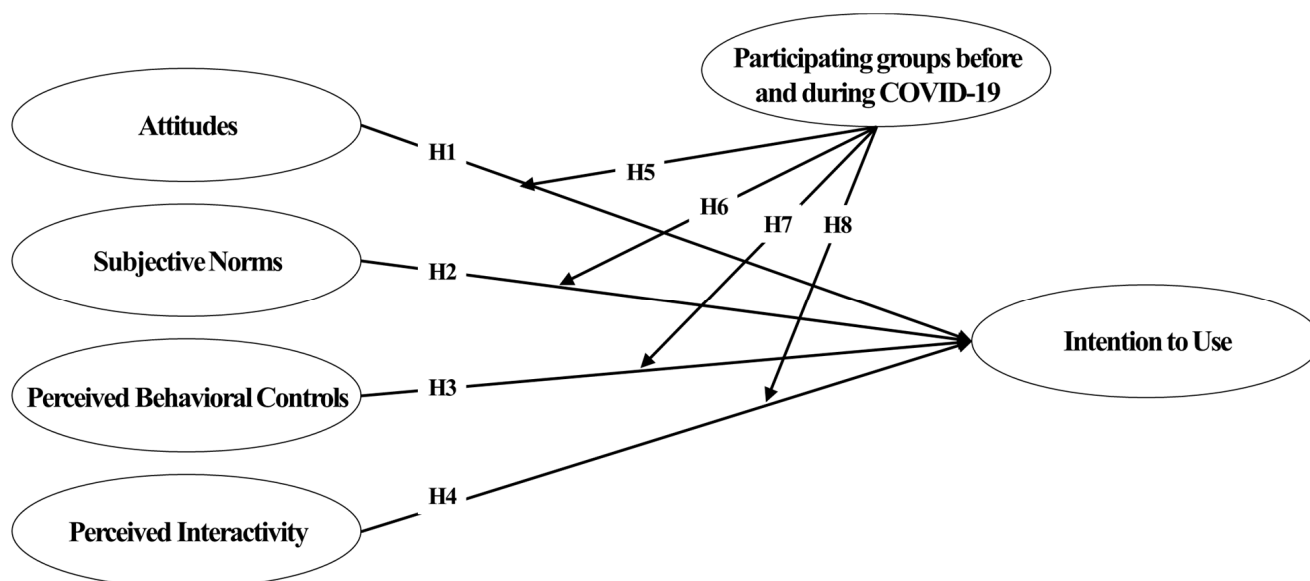 Participating groups before
and during COVID-19
Attitudes
H1
H5
H6
H7
H8
Subjective Norms
H2
Intention to Use
Perceived Behavioral Controls
H3
H4
Perceived Interactivity